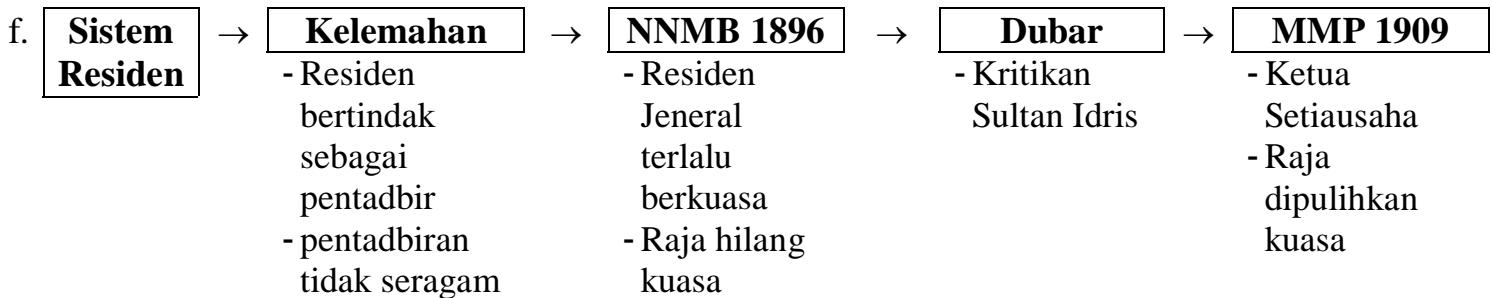 f. Sistem Residen → Kelemahan → NNMB 1896 → Dubar → MMP 1909
- Residen
bertindak
sebagai
pentadbir
- pentadbiran
tidak seragam
- Residen
Jeneral
terlalu
berkuasa
- Raja hilang
kuasa
- Kritikan
Sultan Idris
- Ketua
Setiausaha
- Raja
dipulihkan
kuasa